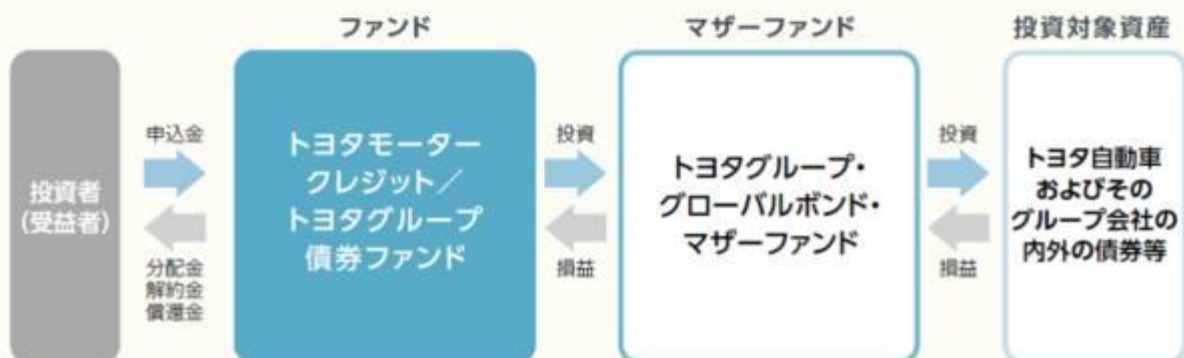 ファンド
マザーファンド
投資対象資産
投資者
(受益者)
申込金
分配金
解約金
償還金
トヨタモーター
クレジット／
トヨタグループ
債券ファンド
投資
損益
トヨタグループ・
グローバルボンド・
マザーファンド
投資
損益
トヨタ自動車
およびその
グループ会社の
内外の債券等